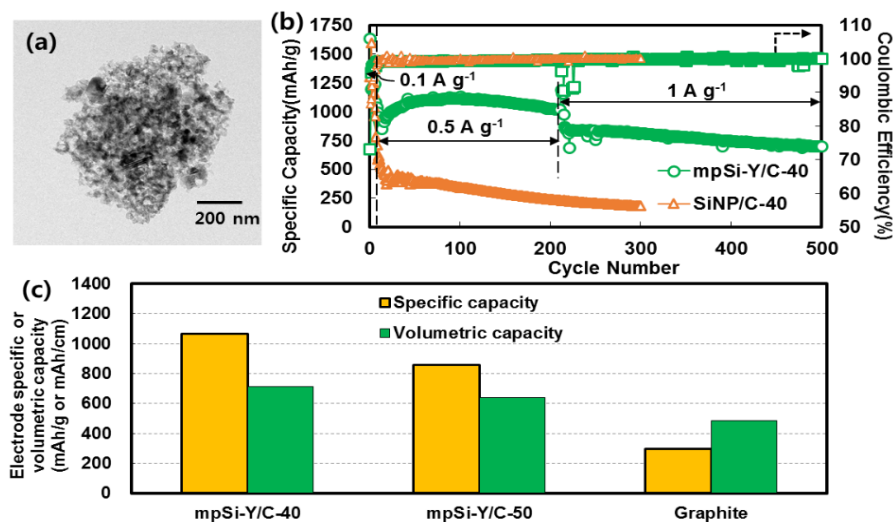 (a)
200 nm
(b)
Specific Capacity(mAh/g)
1750
1500
1250
1000
750
500
250
0
0.1 A g-1
0.5 A g-1
1 A g-1
mpSi-Y/C-40
SiNP/C-40
0
100
200
300
400
500
Cycle Number
110
100
90
80
70
60
50
Coulombic Efficiency(%)
(c)
Electrode specific or
volumetric capacity
(mAh/g or mAh/cm)
1400
1200
1000
800
600
400
200
0
Specific capacity
Volumetric capacity
mpSi-Y/C-40
mpSi-Y/C-50
Graphite